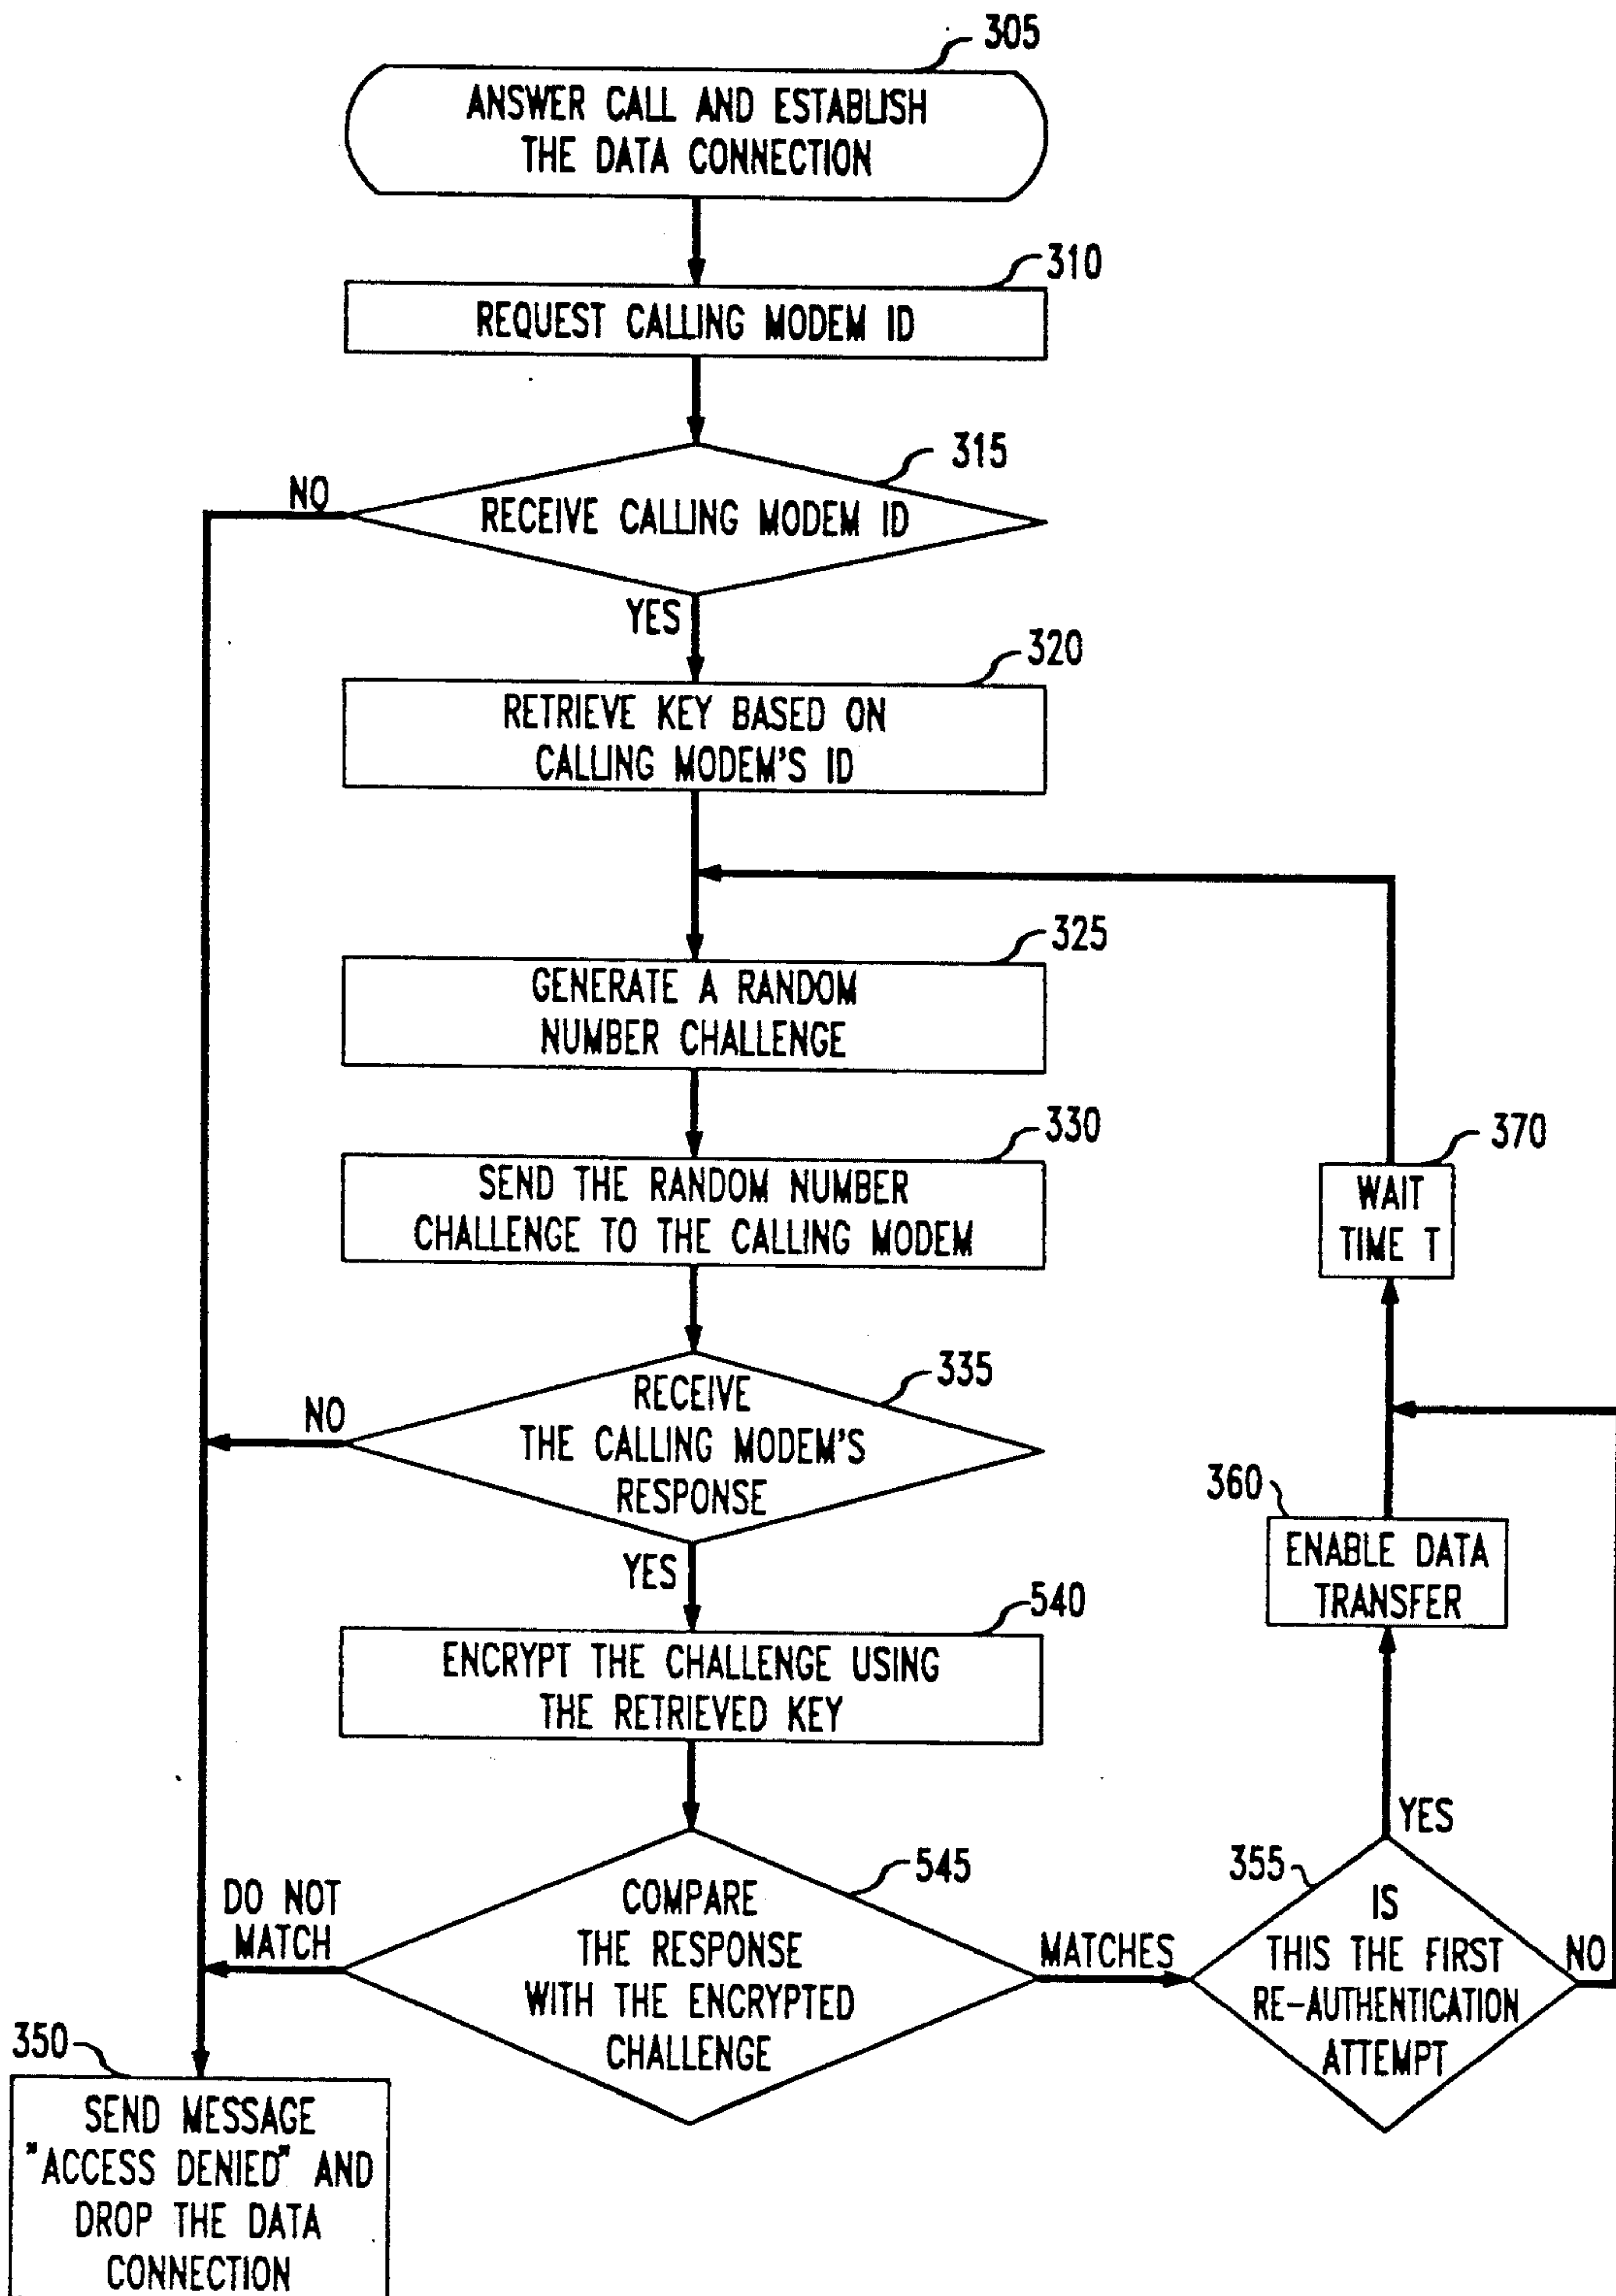 305
ANSWER CALL AND ESTABLISH
THE DATA CONNECTION
310
REQUEST CALLING MODEM ID
315
NO
RECEIVE CALLING MODEM ID
YES
320
RETRIEVE KEY BASED ON
CALLING MODEM'S ID
325
GENERATE A RANDOM
NUMBER CHALLENGE
330
SEND THE RANDOM NUMBER
CHALLENGE TO THE CALLING MODEM
370
WAIT
TIME T
335
NO
RECEIVE
THE CALLING MODEM'S
RESPONSE
YES
360
ENABLE DATA
TRANSFER
540
ENCRYPT THE CHALLENGE USING
THE RETRIEVED KEY
545
DO NOT
MATCH
COMPARE
THE RESPONSE
WITH THE ENCRYPTED
CHALLENGE
MATCHES
YES
355
IS
THIS THE FIRST
RE-AUTHENTICATION
ATTEMPT
NO
350
SEND MESSAGE
"ACCESS DENIED" AND
DROP THE DATA
CONNECTION